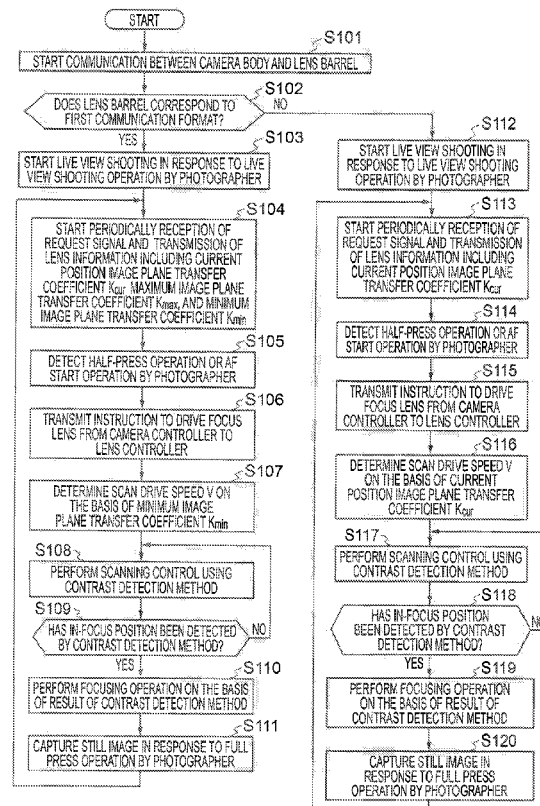 START
S101
START COMMUNICATION BETWEEN CAMERA BODY AND LENS BARREL
S102
DOES LENS BARREL CORRESPOND TO
FIRST COMMUNICATION FORMAT?
NO
YES
S103
START LIVE VIEW SHOOTING IN RESPONSE TO LIVE
VIEW SHOOTING OPERATION BY PHOTOGRAPHER
S104
START PERIODICALLY RECEPTION OF
REQUEST SIGNAL AND TRANSMISSION OF
LENS INFORMATION INCLUDING CURRENT
POSITION IMAGE PLANE TRANSFER
COEFFICIENT Kcur MAXIMUM IMAGE PLANE
TRANSFER COEFFICIENT Kmax, AND MINIMUM
IMAGE PLANE TRANSFER COEFFICIENT Kmin
S105
DETECT HALF-PRESS OPERATION OR AF
START OPERATION BY PHOTOGRAPHER
S106
TRANSMIT INSTRUCTION TO DRIVE FOCUS
LENS FROM CAMERA CONTROLLER TO
LENS CONTROLLER
S107
DETERMINE SCAN DRIVE SPEED V ON
THE BASIS OF MINIMUM IMAGE
PLANE TRANSFER COEFFICIENT Kmin
S108
PERFORM SCANNING CONTROL USING
CONTRAST DETECTION METHOD
S109
HAS IN-FOCUS POSITION BEEN DETECTED
BY CONTRAST DETECTION METHOD?
NO
YES
S110
PERFORM FOCUSING OPERATION ON THE BASIS
OF RESULT OF CONTRAST DETECTION METHOD
S111
CAPTURE STILL IMAGE IN RESPONSE TO FULL
PRESS OPERATION BY PHOTOGRAPHER
S112
START LIVE VIEW SHOOTING IN
RESPONSE TO LIVE VIEW SHOOTING
OPERATION BY PHOTOGRAPHER
S113
START PERIODICALLY RECEPTION OF
REQUEST SIGNAL AND TRANSMISSION
OF LENS INFORMATION INCLUDING
CURRENT POSITION IMAGE PLANE
TRANSFER COEFFICIENT Kcur
S114
DETECT HALF-PRESS OPERATION OR AF
START OPERATION BY PHOTOGRAPHER
S115
TRANSMIT INSTRUCTION TO DRIVE
FOCUS LENS FROM CAMERA
CONTROLLER TO LENS CONTROLLER
S116
DETERMINE SCAN DRIVE SPEED V
ON THE BASIS OF CURRENT
POSITION IMAGE PLANE TRANSFER
COEFFICIENT Kcur
S117
PERFORM SCANNING CONTROL USING
CONTRAST DETECTION METHOD
S118
HAS IN-FOCUS POSITION
BEEN DETECTED BY CONTRAST
DETECTION METHOD?
NO
YES
S119
PERFORM FOCUSING OPERATION
ON THE BASIS OF RESULT OF
CONTRAST DETECTION METHOD
S120
CAPTURE STILL IMAGE IN
RESPONSE TO FULL PRESS
OPERATION BY PHOTOGRAPHER